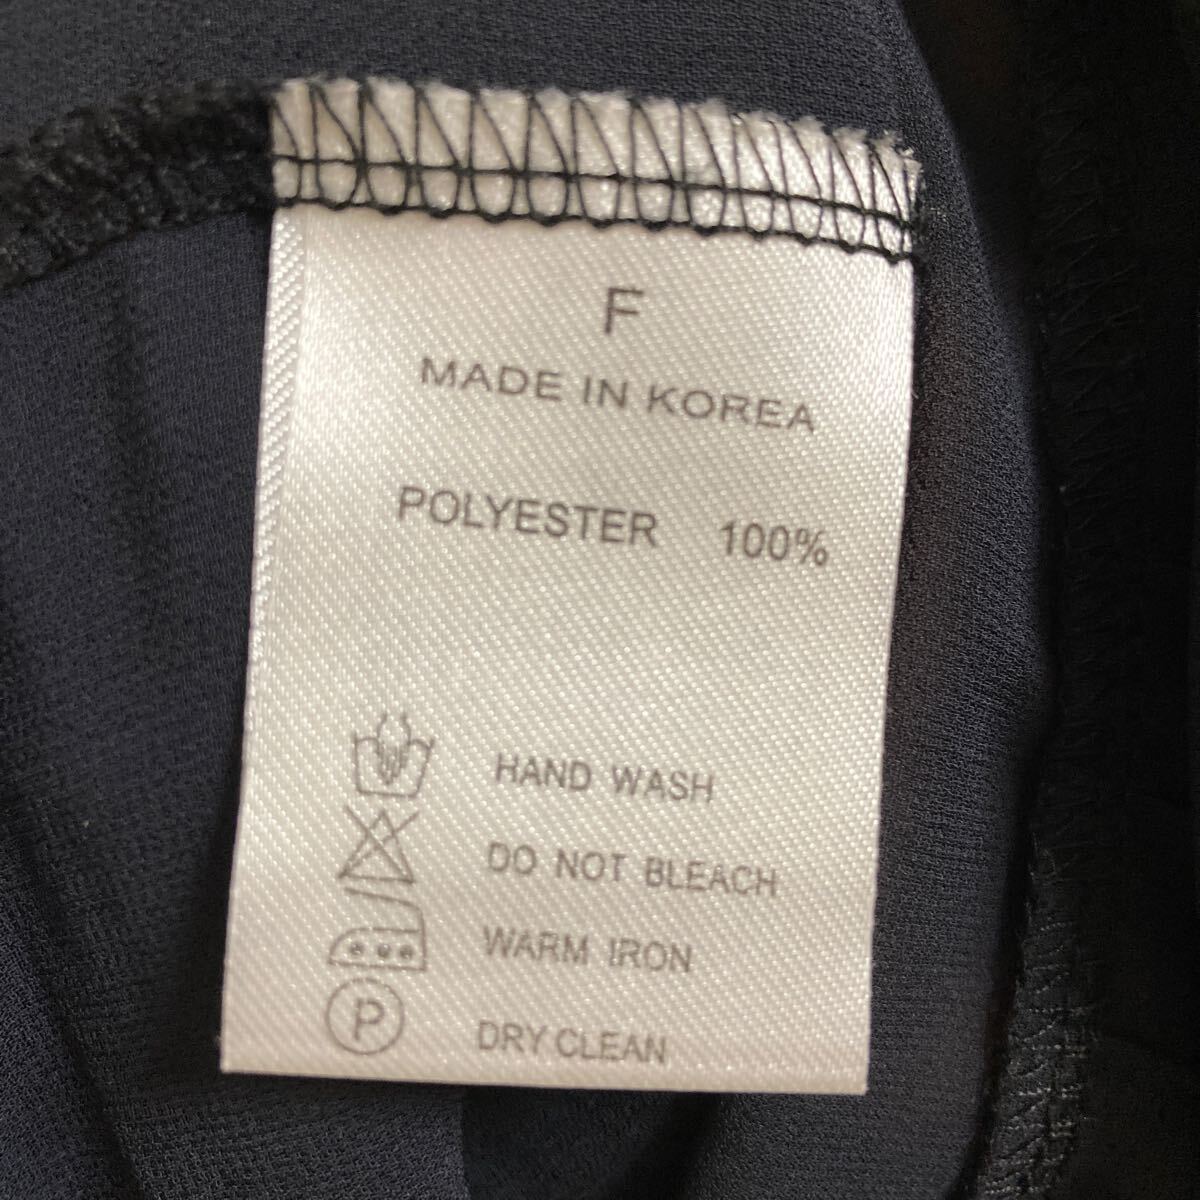 F
MADE IN KOREA
POLYESTER 100%
HAND WASH
DO NOT BLEACH
WARM IRON
P DRY CLEAN